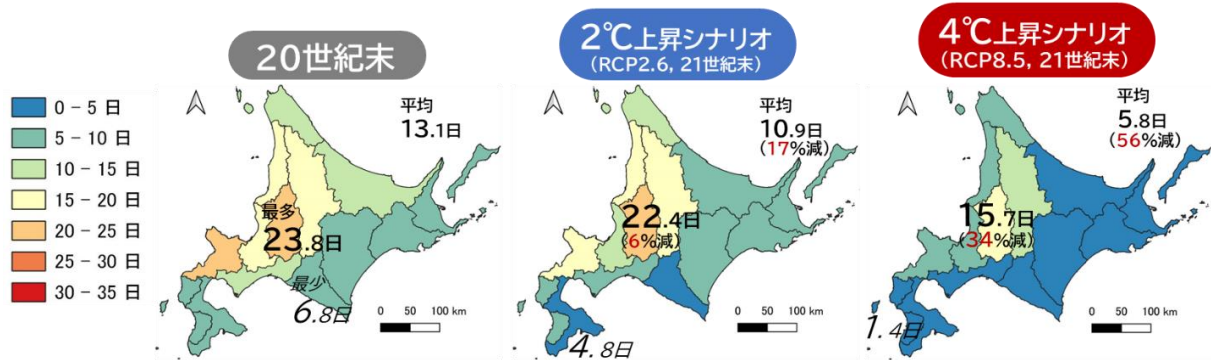 20世紀末
2℃上昇シナリオ
(RCP2.6, 21世紀末)
4℃上昇シナリオ
(RCP8.5, 21世紀末)
0 - 5 日
5 - 10 日
10 - 15 日
15 - 20 日
20 - 25 日
25 - 30 日
30 - 35 日
平均
13.1日
最多
23.8日
最少
6.8日
0 50 100 km
平均
10.9日
(17%減)
22.4日
(6%減)
4.8日
0 50 100 km
平均
5.8日
(56%減)
15.7日
(34%減)
1.4日
0 50 100 km